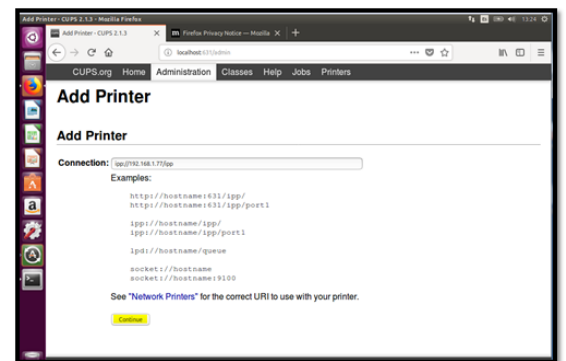 Add Printer - CUPS 2.1.3 - Mozilla Firefox
13:24
Add Printer - CUPS 2.1.3
Firefox Privacy Notice — Mozilla
localhost:631/admin
CUPS.org Home Administration Classes Help Jobs Printers
Add Printer
Add Printer
Connection: ipp://192.168.1.77/ipp
Examples:
http://hostname:631/ipp/
http://hostname:631/ipp/port1
ipp://hostname/ipp/
ipp://hostname/ipp/port1
lpd://hostname/queue
socket://hostname
socket://hostname:9100
See "Network Printers" for the correct URI to use with your printer.
Continue